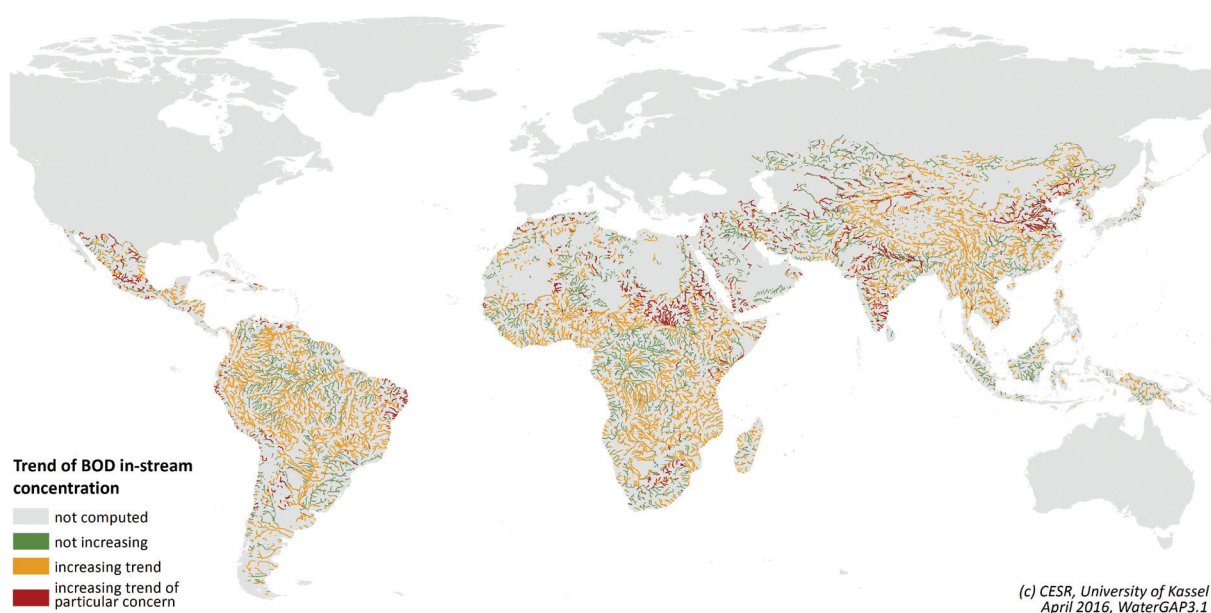 Trend of BOD in-stream
concentration
not computed
not increasing
increasing trend
increasing trend of
particular concern
(c) CESR, University of Kassel
April 2016, WaterGAP3.1